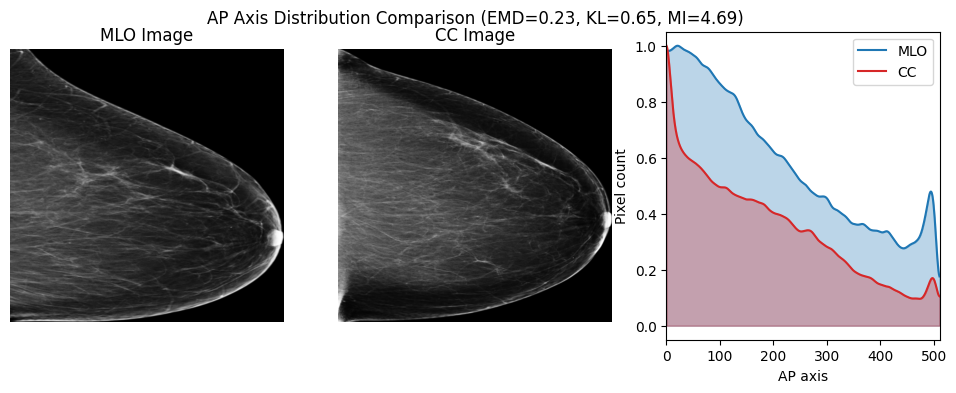 AP Axis Distribution Comparison (EMD=0.23, KL=0.65, MI=4.69)
MLO Image
CC Image
MLO
CC
1.0
0.8
0.6
0.4
0.2
0.0
Pixel count
0
100
200
300
400
500
AP axis